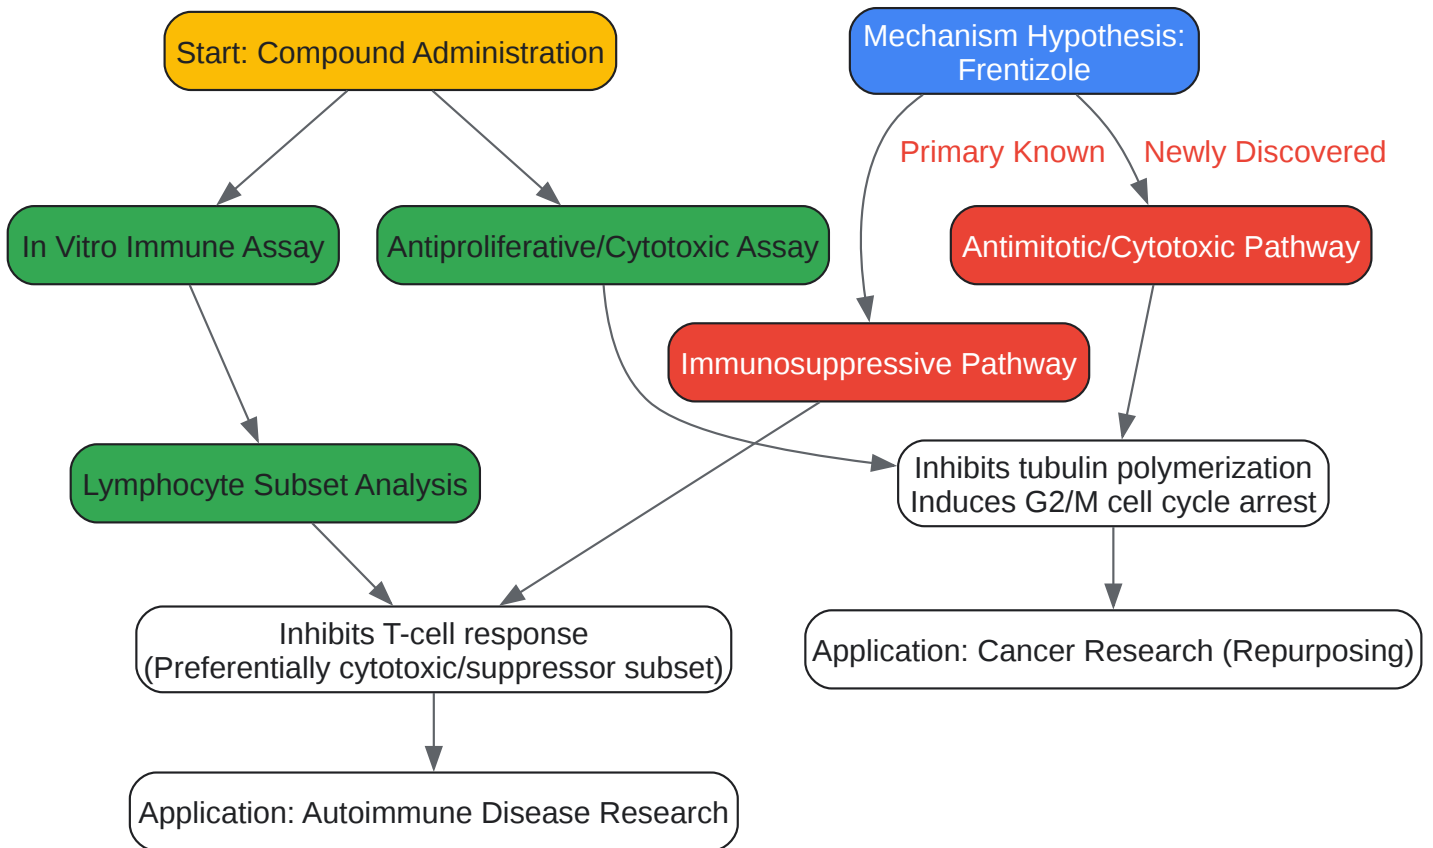 Start: Compound Administration
Mechanism Hypothesis:
Frentizole
Primary Known
Newly Discovered
In Vitro Immune Assay
Antiproliferative/Cytotoxic Assay
Antimitotic/Cytotoxic Pathway
Immunosuppressive Pathway
Lymphocyte Subset Analysis
Inhibits tubulin polymerization
Induces G2/M cell cycle arrest
Inhibits T-cell response
(Preferentially cytotoxic/suppressor subset)
Application: Cancer Research (Repurposing)
Application: Autoimmune Disease Research